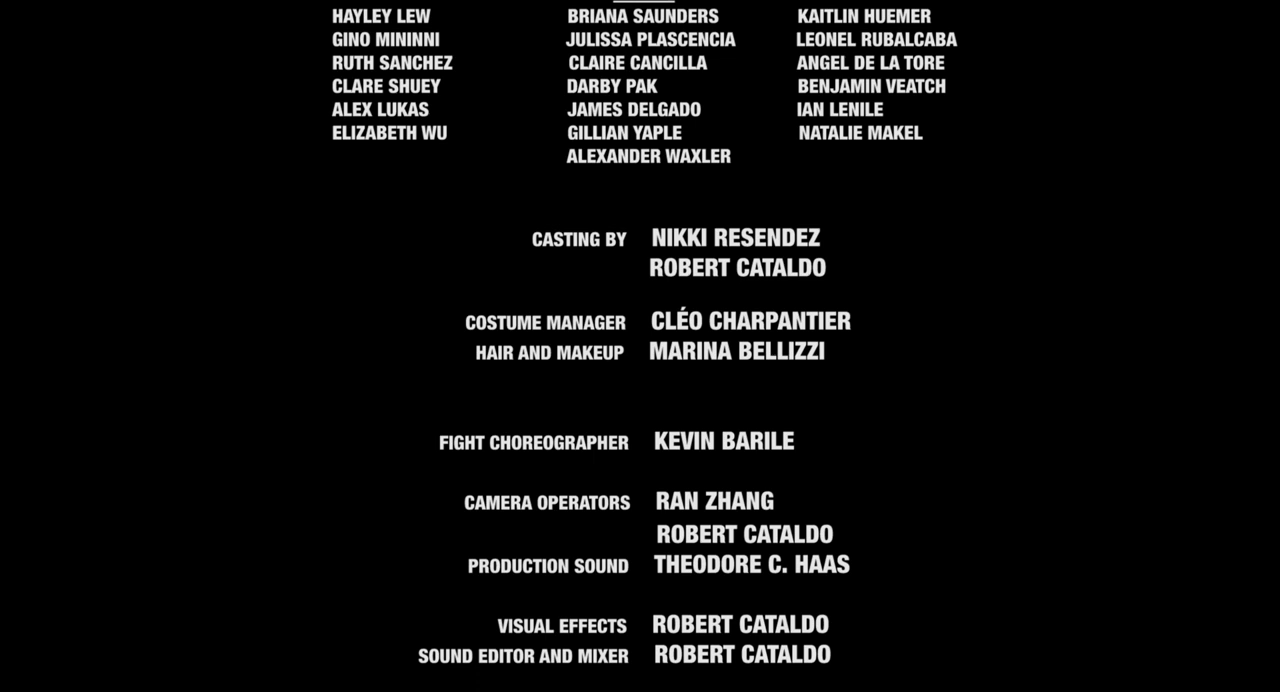 HAYLEY LEW BRIANA SAUNDERS KAITLIN HUEMER
GINO MININNI JULISSA PLASCENCIA LEONEL RUBALCABA
RUTH SANCHEZ CLAIRE CANCILLA ANGEL DE LA TORE
CLARE SHUEY DARBY PAK BENJAMIN VEATCH
ALEX LUKAS JAMES DELGADO IAN LENILE
ELIZABETH WU GILLIAN YAPLE NATALIE MAKEL
ALEXANDER WAXLER
CASTING BY NIKKI RESENDEZ
ROBERT CATALDO
COSTUME MANAGER CLÉO CHARPANTIER
HAIR AND MAKEUP MARINA BELLIZZI
FIGHT CHOREOGRAPHER KEVIN BARILE
CAMERA OPERATORS RAN ZHANG
ROBERT CATALDO
PRODUCTION SOUND THEODORE C. HAAS
VISUAL EFFECTS ROBERT CATALDO
SOUND EDITOR AND MIXER ROBERT CATALDO